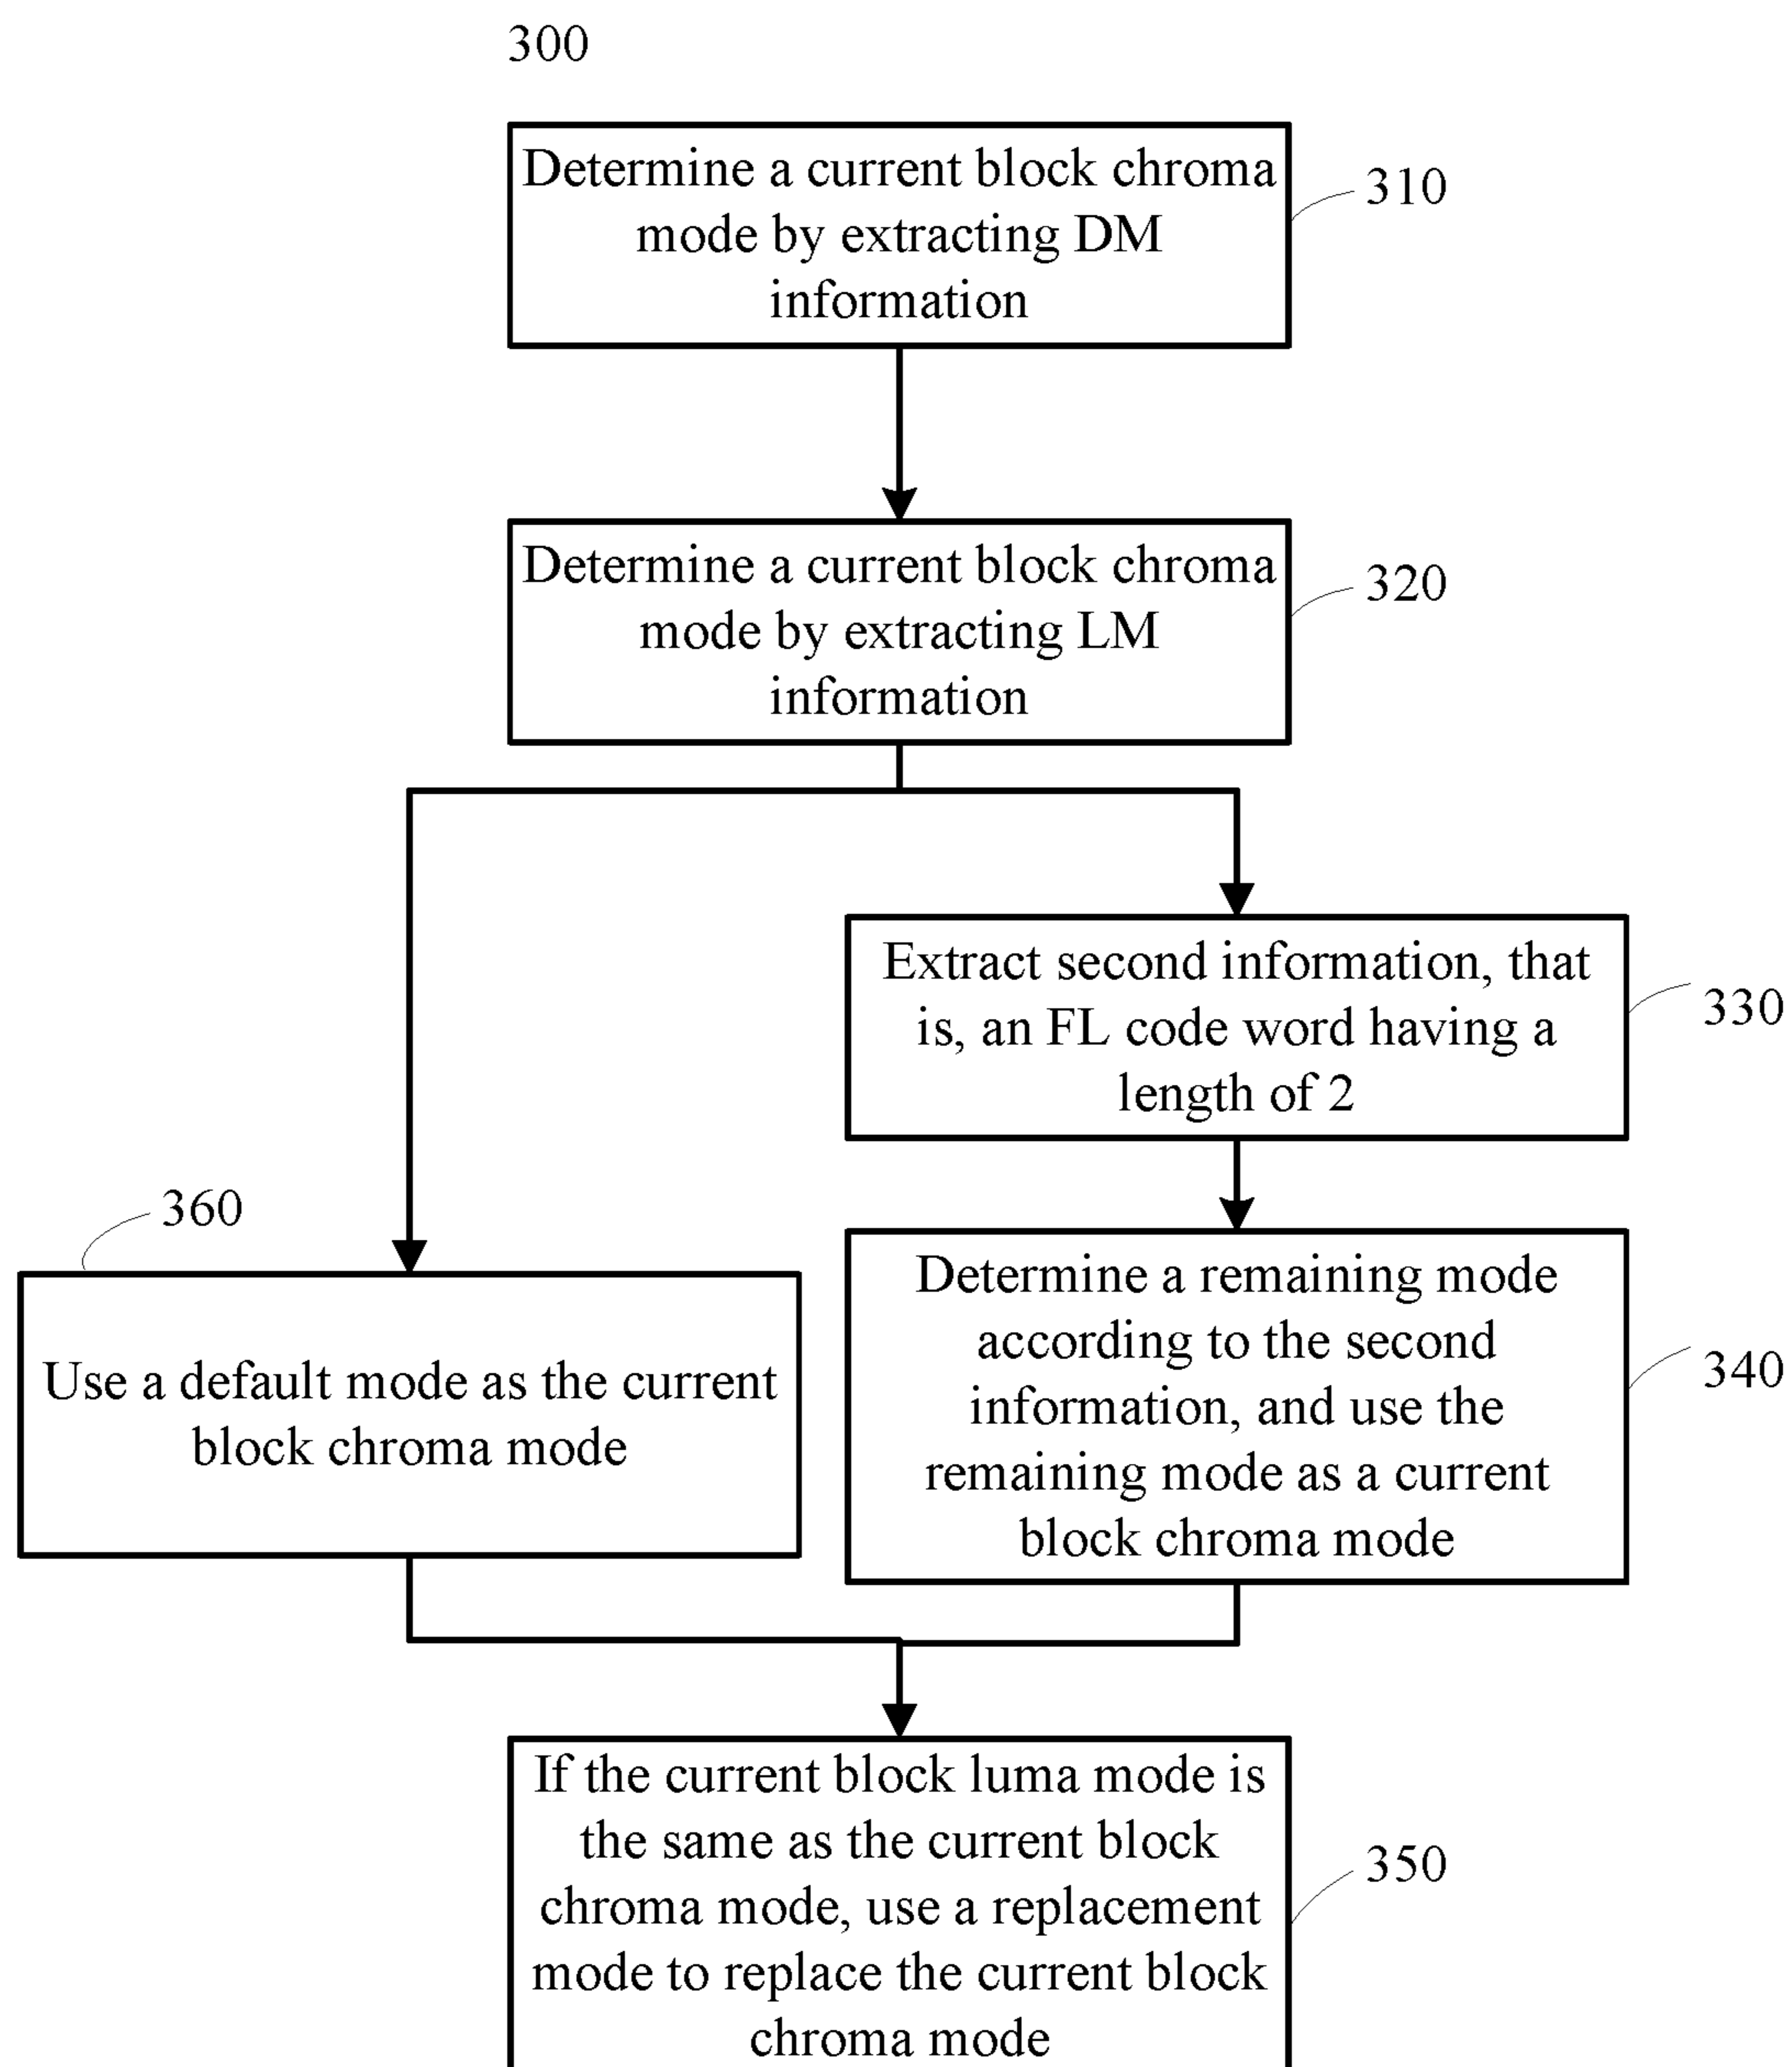 300
Determine a current block chroma
mode by extracting DM
information
310
Determine a current block chroma
mode by extracting LM
information
320
Extract second information, that
is, an FL code word having a
length of 2
330
360
Use a default mode as the current
block chroma mode
Determine a remaining mode
according to the second
information, and use the
remaining mode as a current
block chroma mode
340
If the current block luma mode is
the same as the current block
chroma mode, use a replacement
mode to replace the current block
chroma mode
350